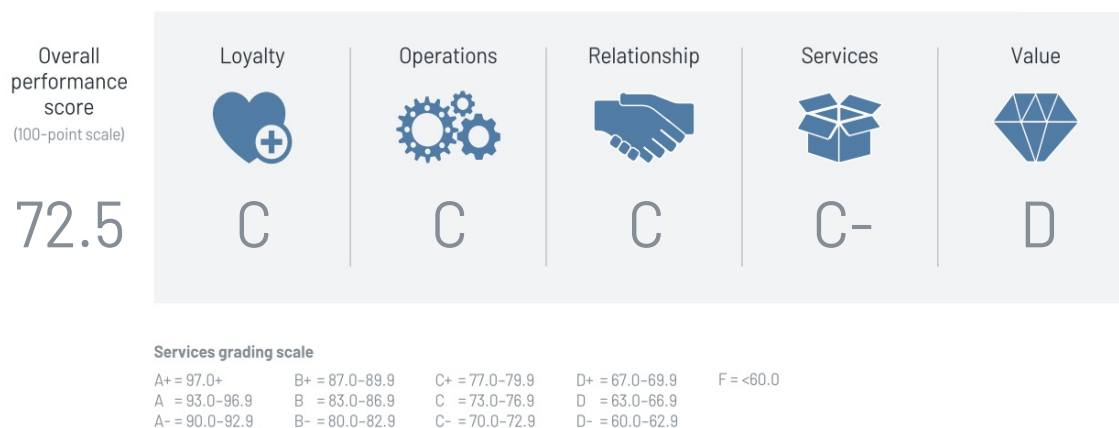 Overall
performance
score
(100-point scale)
72.5
Loyalty
C
Operations
C
Relationship
C
Services
C-
Value
D
Services grading scale
A+ = 97.0+ B+ = 87.0-89.9 C+ = 77.0-79.9 D+ = 67.0-69.9 F = <60.0
A = 93.0-96.9 B = 83.0-86.9 C = 73.0-76.9 D = 63.0-66.9
A- = 90.0-92.9 B- = 80.0-82.9 C- = 70.0-72.9 D- = 60.0-62.9